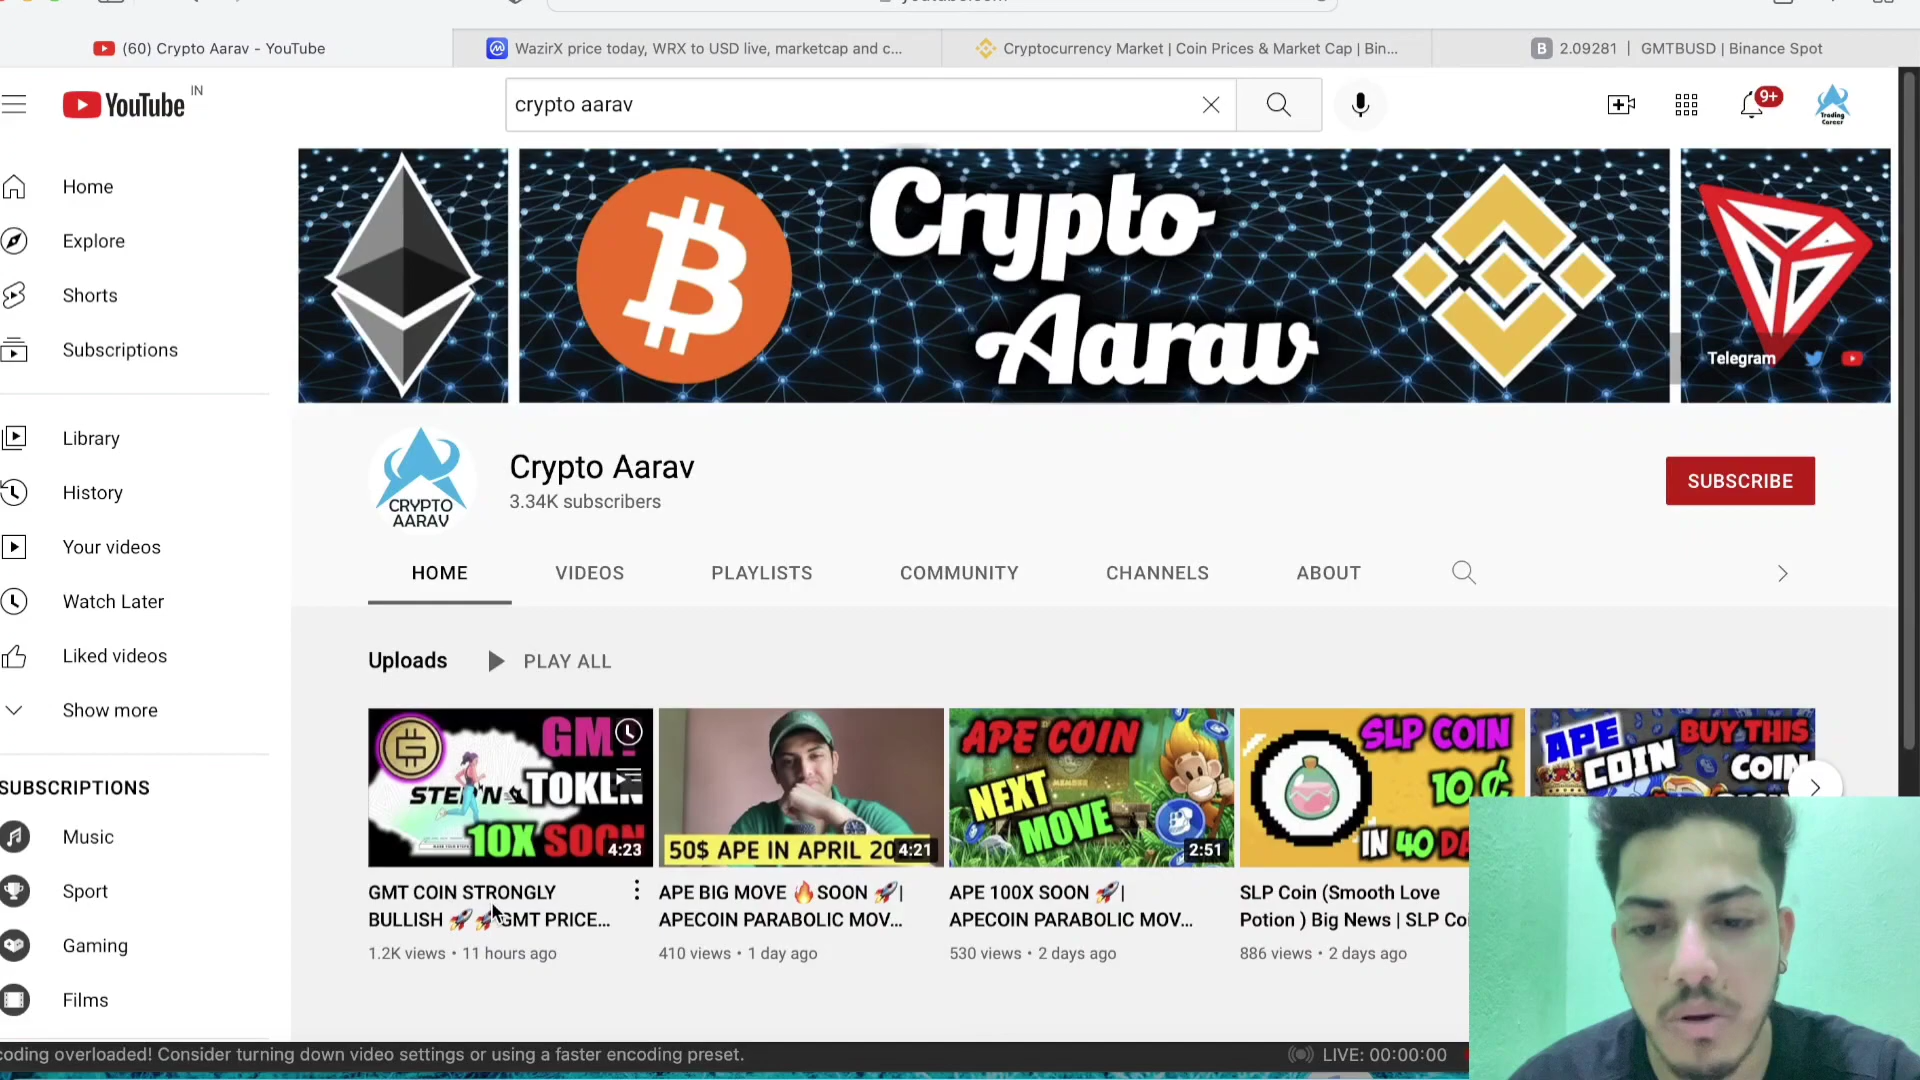 (60) Crypto Aarav - YouTube
WazirX price today, WRX to USD live, marketcap and c...
Cryptocurrency Market | Coin Prices & Market Cap | Bin...
B 2.09281 | GMTBUSD | Binance Spot
YouTube IN
crypto aarav
9+
Trading
Career
Home
Explore
Shorts
Subscriptions
Library
History
Your videos
Watch Later
Liked videos
Show more
SUBSCRIPTIONS
Music
Sport
Gaming
Films
Crypto
Aarav
Telegram
CRYPTO
AARAV
Crypto Aarav
3.34K subscribers
SUBSCRIBE
HOME VIDEOS PLAYLISTS COMMUNITY CHANNELS ABOUT
Uploads PLAY ALL
TOKEN
10X SOON
4:23
GMT COIN STRONGLY
BULLISH 🚀🚀GMT PRICE...
1.2K views • 11 hours ago
50$ APE IN APRIL 20
4:21
APE BIG MOVE 🔥SOON 🚀|
APECOIN PARABOLIC MOV...
410 views • 1 day ago
APE COIN
NEXT
MOVE
2:51
APE 100X SOON 🚀|
APECOIN PARABOLIC MOV...
530 views • 2 days ago
SLP COIN
10 ¢
IN 40 DA
SLP Coin (Smooth Love
Potion ) Big News | SLP Coi
886 views • 2 days ago
APE
COIN
BUY THIS
COIN
coding overloaded! Consider turning down video settings or using a faster encoding preset.
LIVE: 00:00:00